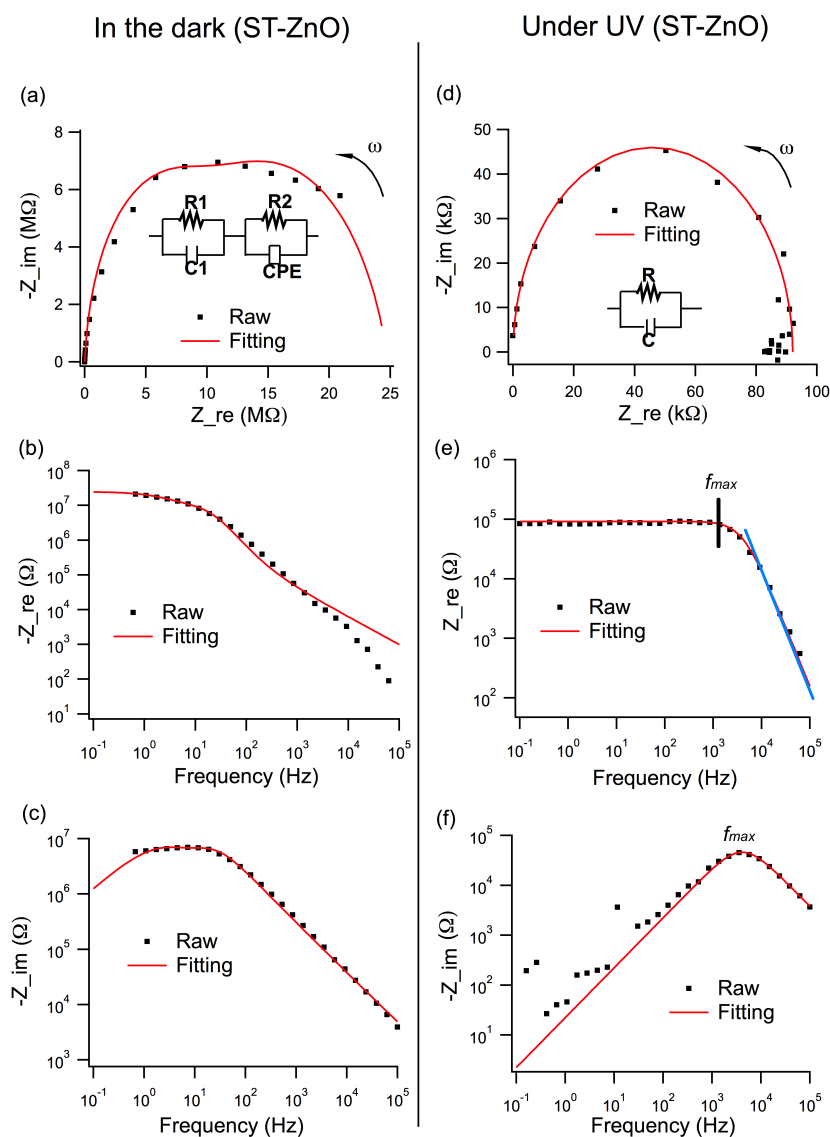 In the dark (ST-ZnO)
Under UV (ST-ZnO)
(a)
8
6
4
2
0
-Z_im (MΩ)
ω
R1
R2
C1
CPE
Raw
Fitting
0
5
10
15
20
25
Z_re (MΩ)
(d)
50
40
30
20
10
0
-Z_im (kΩ)
ω
Raw
Fitting
R
C
0
20
40
60
80
100
Z_re (kΩ)
(b)
10^8
10^7
10^6
10^5
10^4
10^3
10^2
10^1
-Z_re (Ω)
Raw
Fitting
10^-1
10^0
10^1
10^2
10^3
10^4
10^5
Frequency (Hz)
(e)
10^6
10^5
10^4
10^3
10^2
Z_re (Ω)
fmax
Raw
Fitting
10^-1
10^0
10^1
10^2
10^3
10^4
10^5
Frequency (Hz)
(c)
10^7
10^6
10^5
10^4
10^3
-Z_im (Ω)
Raw
Fitting
10^-1
10^0
10^1
10^2
10^3
10^4
10^5
Frequency (Hz)
(f)
10^5
10^4
10^3
10^2
10^1
-Z_im (Ω)
fmax
Raw
Fitting
10^-1
10^0
10^1
10^2
10^3
10^4
10^5
Frequency (Hz)